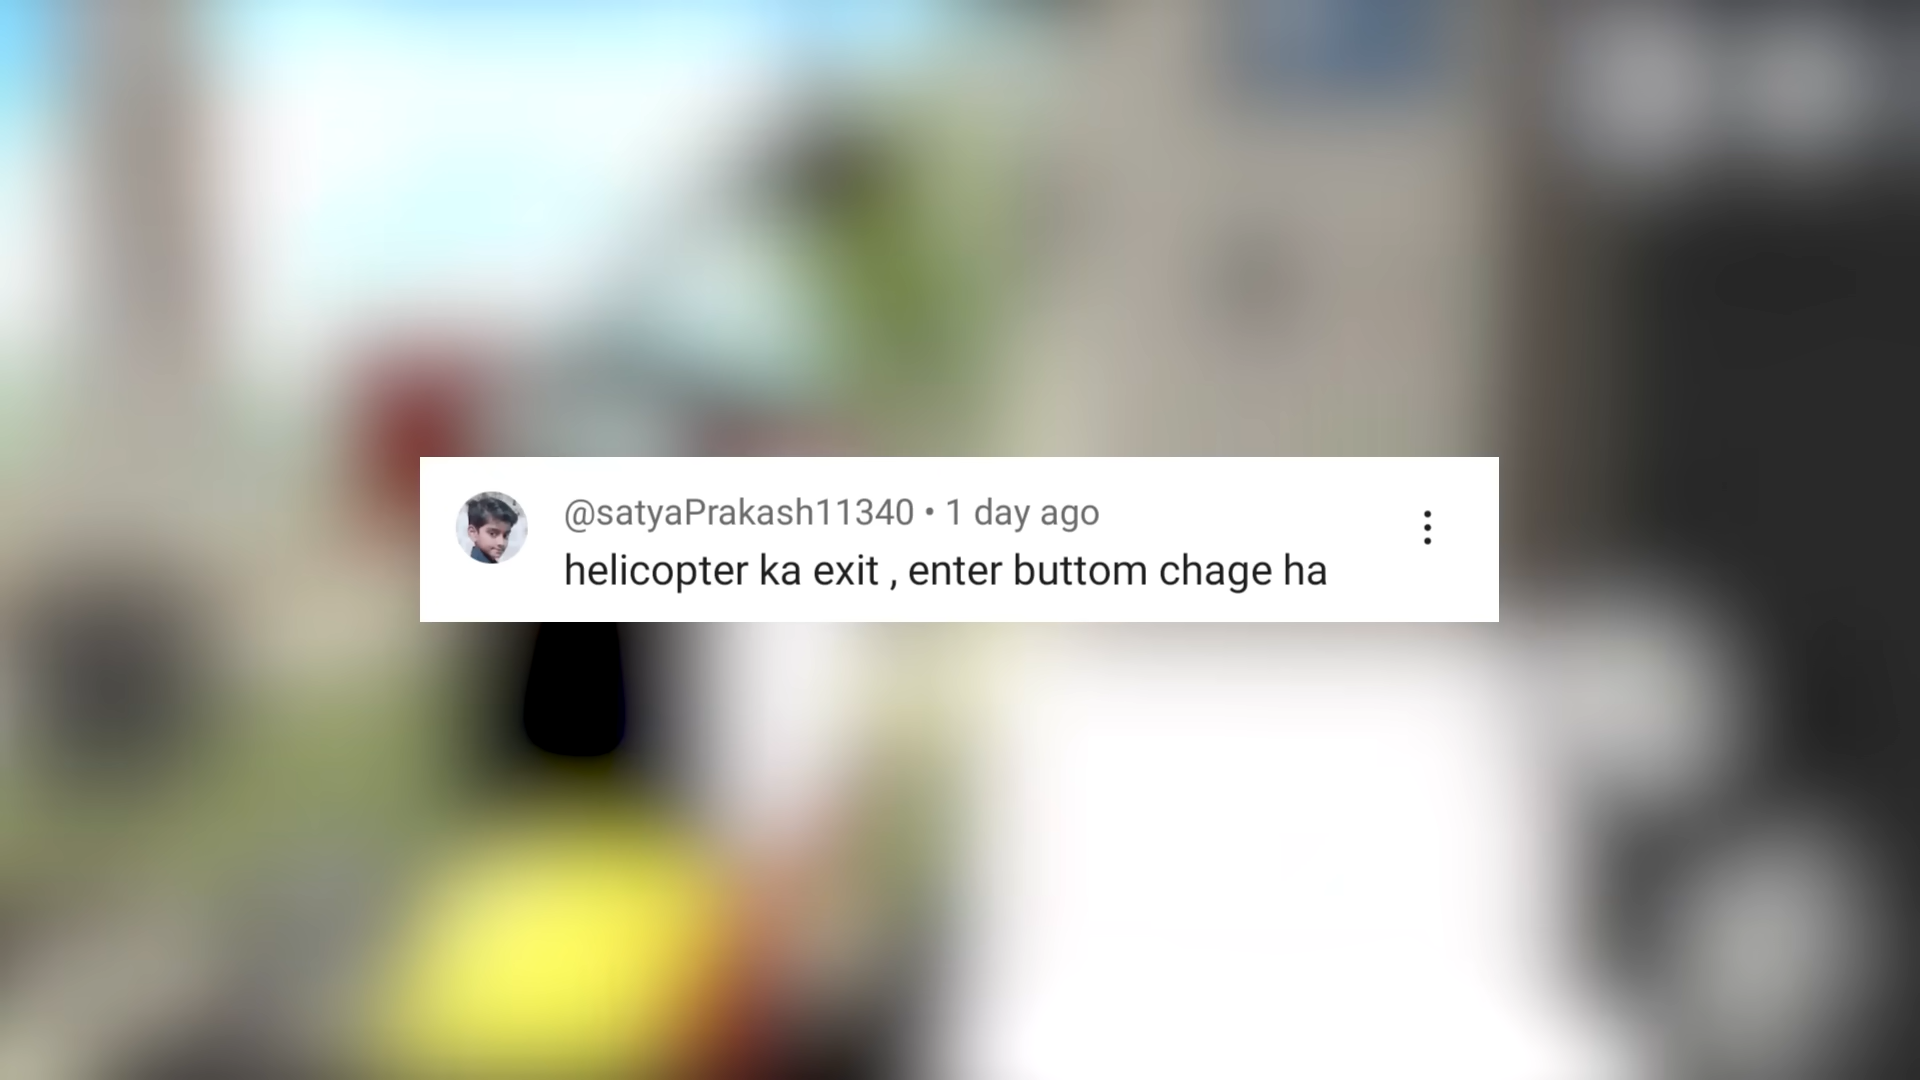 @satyaPrakash11340 • 1 day ago
helicopter ka exit , enter buttom chage ha